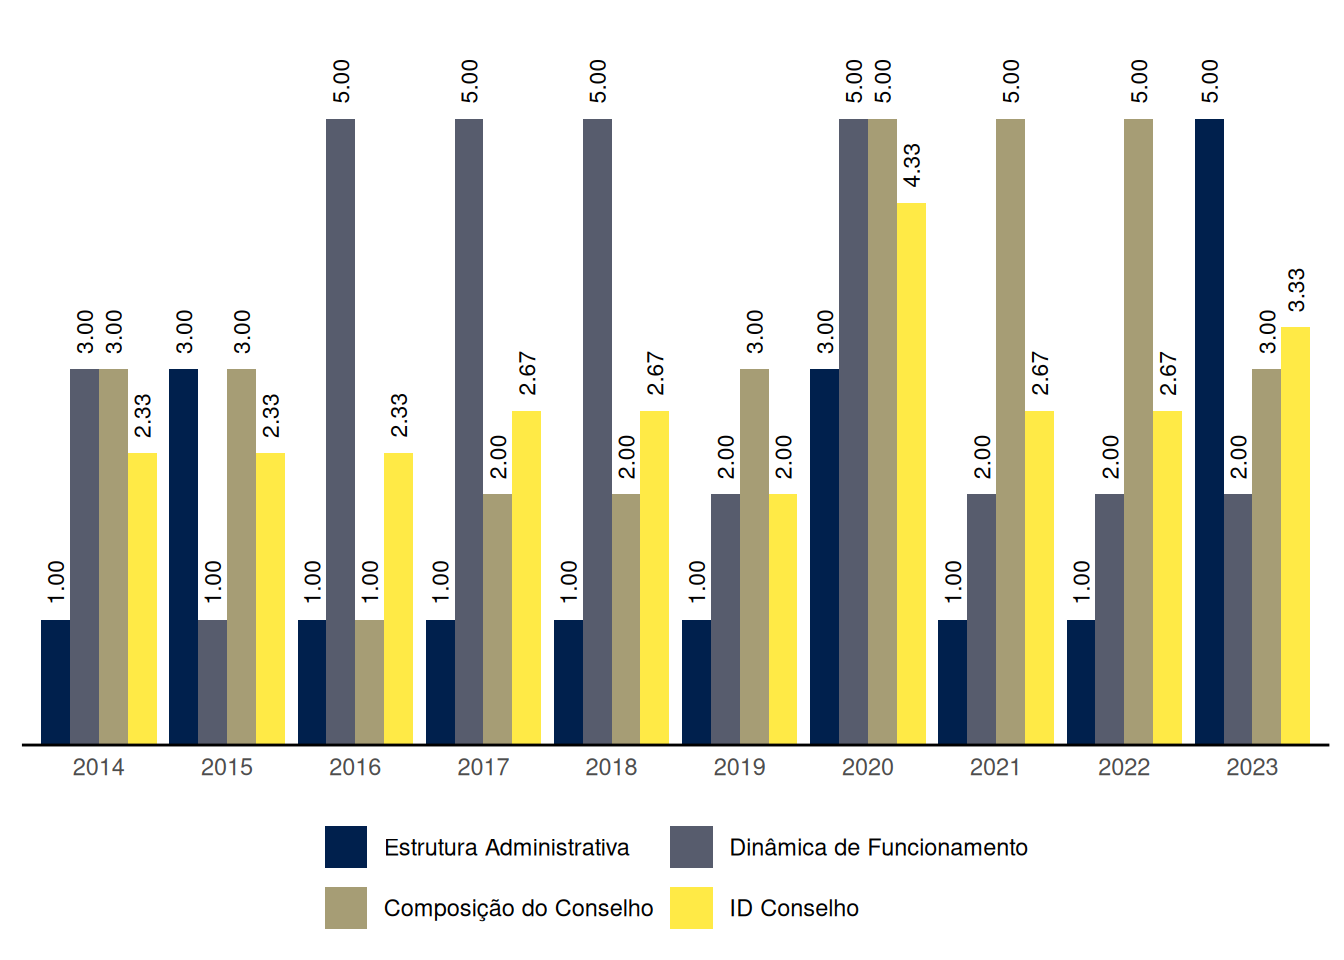 1.00 3.00 3.00 2.33 3.00 1.00 3.00 2.33 1.00 5.00 1.00 2.33 1.00 5.00 2.00 2.67 1.00 5.00 2.00 2.67 1.00 2.00 3.00 2.00 3.00 5.00 5.00 4.33 1.00 2.00 5.00 2.67 1.00 2.00 5.00 2.67 5.00 2.00 3.00 3.33
2014 2015 2016 2017 2018 2019 2020 2021 2022 2023
Estrutura Administrativa Dinâmica de Funcionamento
Composição do Conselho ID Conselho